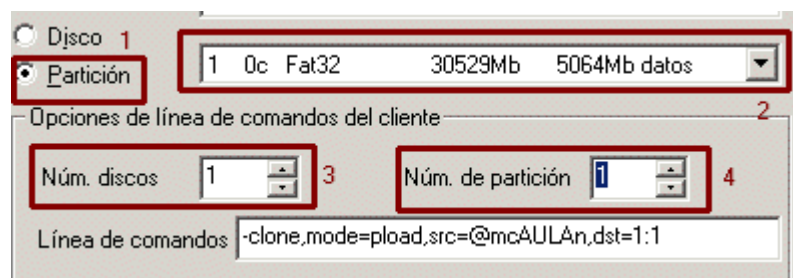 Disco 1
Partición
1 0c Fat32 30529Mb 5064Mb datos
2
Opciones de línea de comandos del cliente
Núm. discos 1 3 Núm. de partición 1 4
Línea de comandos -clone,mode=pload,src=@mcAULAn,dst=1:1